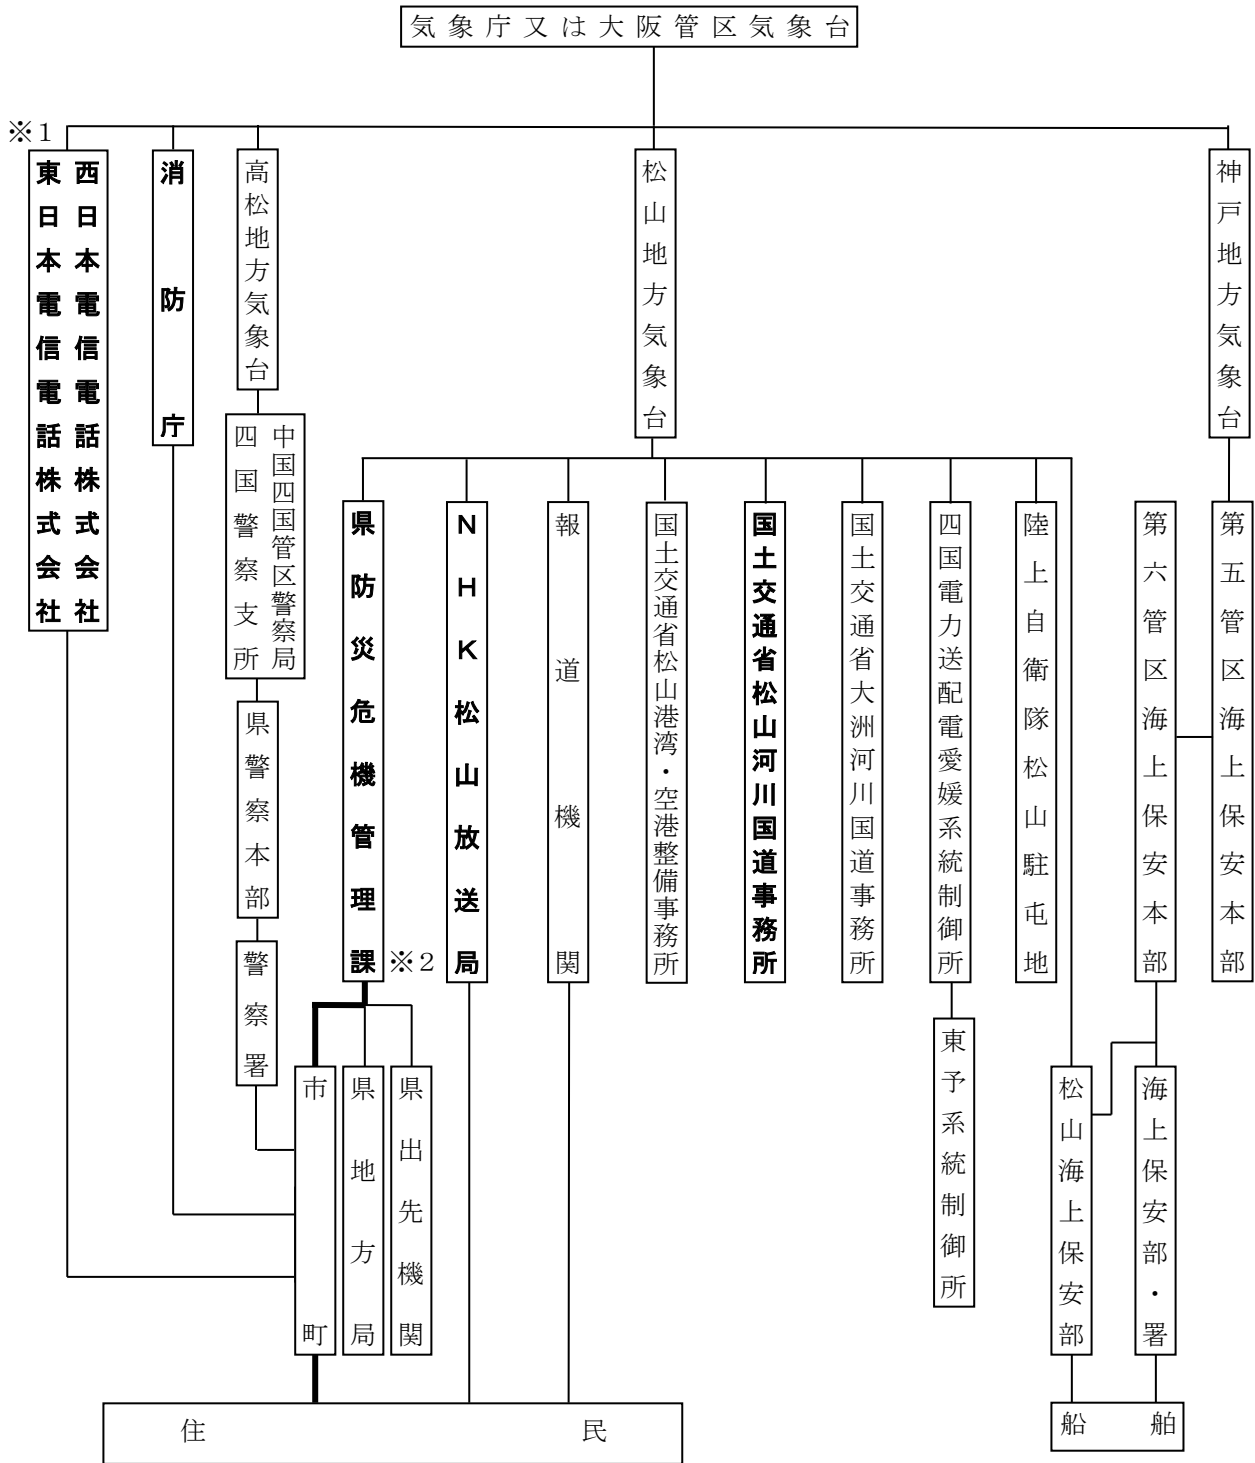 気象庁又は大阪管区気象台
※1
西日本電信電話株式会社
東日本電信電話株式会社
消防庁
高松地方気象台
松山地方気象台
神戸地方気象台
中国四国管区警察局
四国警察支所
県警察本部
警察署
県防災危機管理課
※2
NHK松山放送局
報道機関
国土交通省松山港湾・空港整備事務所
国土交通省松山河川国道事務所
国土交通省大洲河川国道事務所
四国電力送配電愛媛系統制御所
陸上自衛隊松山駐屯地
第六管区海上保安本部
第五管区海上保安本部
市町
県地方局
県出先機関
東予系統制御所
松山海上保安部
海上保安部・署
住民
船舶